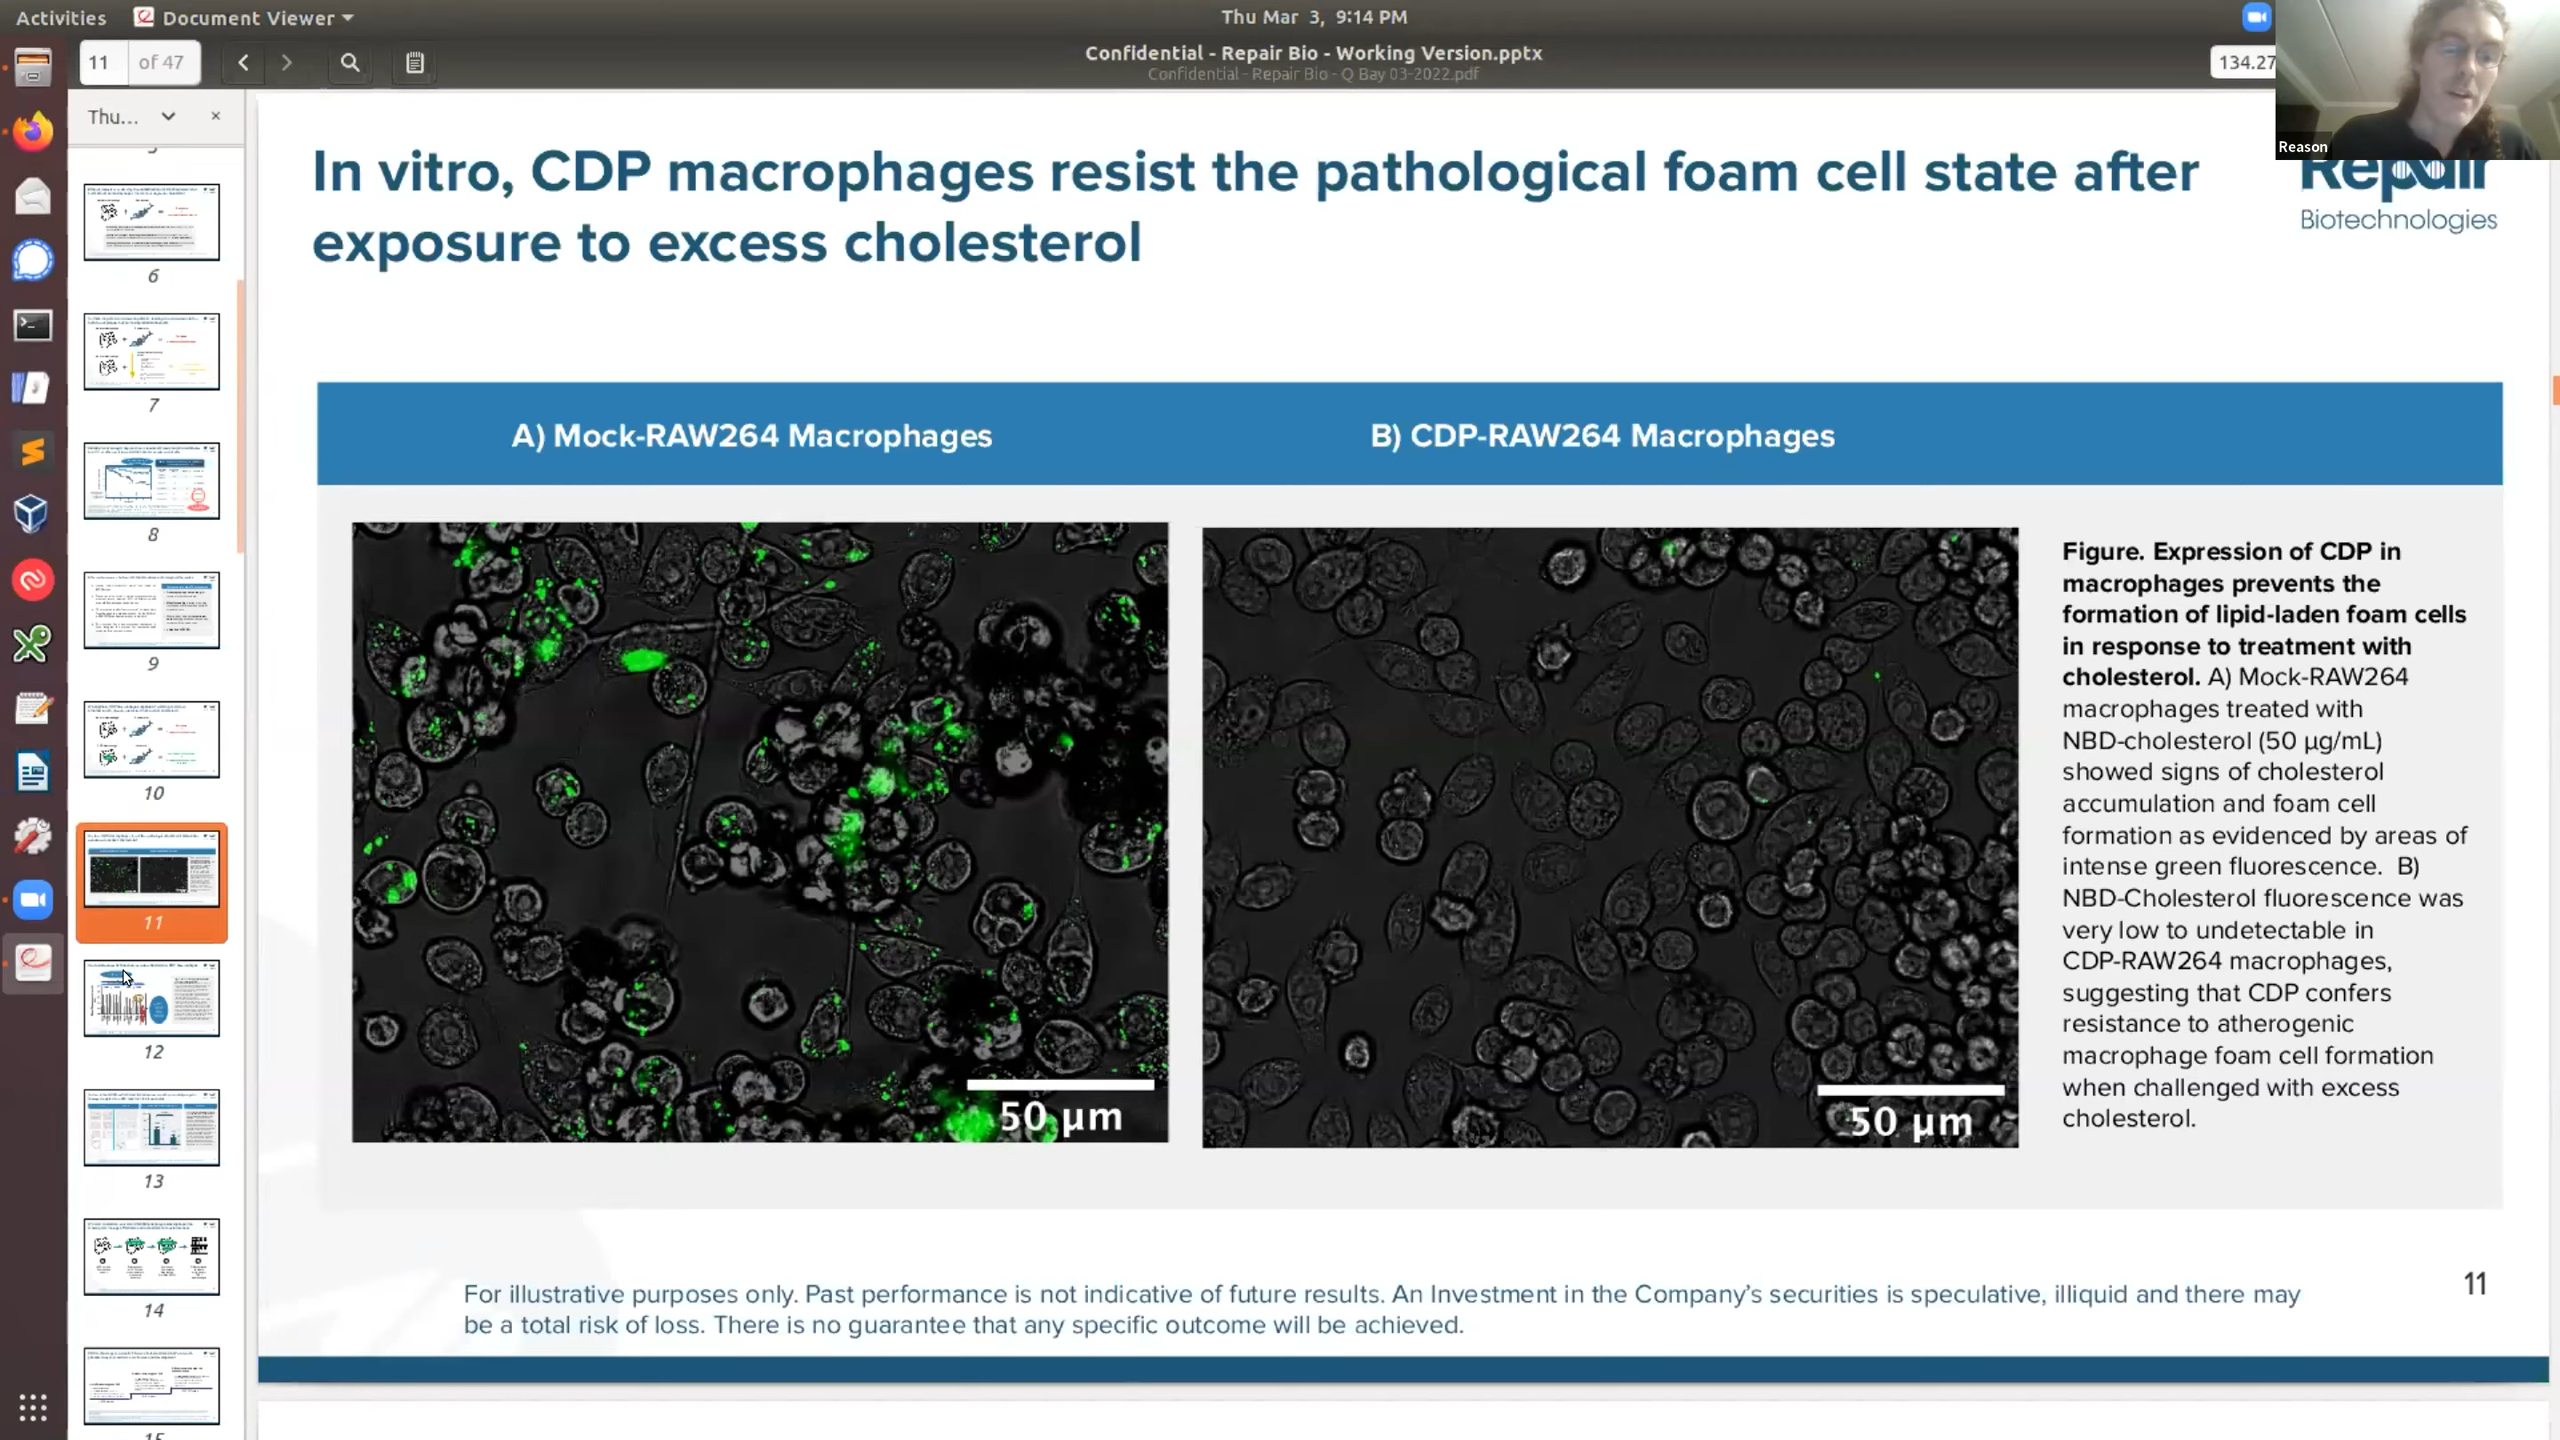 Activities
Document Viewer
Thu Mar 3, 9:14 PM
11
of 47
Confidential - Repair Bio - Working Version.pptx
Confidential - Repair Bio - Q Bay 03-2022.pdf
134.27
Reason
Thu...
6
7
8
9
10
11
12
13
14
15
In vitro, CDP macrophages resist the pathological foam cell state after
exposure to excess cholesterol
Repair
Biotechnologies
A) Mock-RAW264 Macrophages
B) CDP-RAW264 Macrophages
50 µm
50 µm
Figure. Expression of CDP in
macrophages prevents the
formation of lipid-laden foam cells
in response to treatment with
cholesterol. A) Mock-RAW264
macrophages treated with
NBD-cholesterol (50 µg/mL)
showed signs of cholesterol
accumulation and foam cell
formation as evidenced by areas of
intense green fluorescence. B)
NBD-Cholesterol fluorescence was
very low to undetectable in
CDP-RAW264 macrophages,
suggesting that CDP confers
resistance to atherogenic
macrophage foam cell formation
when challenged with excess
cholesterol.
For illustrative purposes only. Past performance is not indicative of future results. An Investment in the Company's securities is speculative, illiquid and there may
be a total risk of loss. There is no guarantee that any specific outcome will be achieved.
11